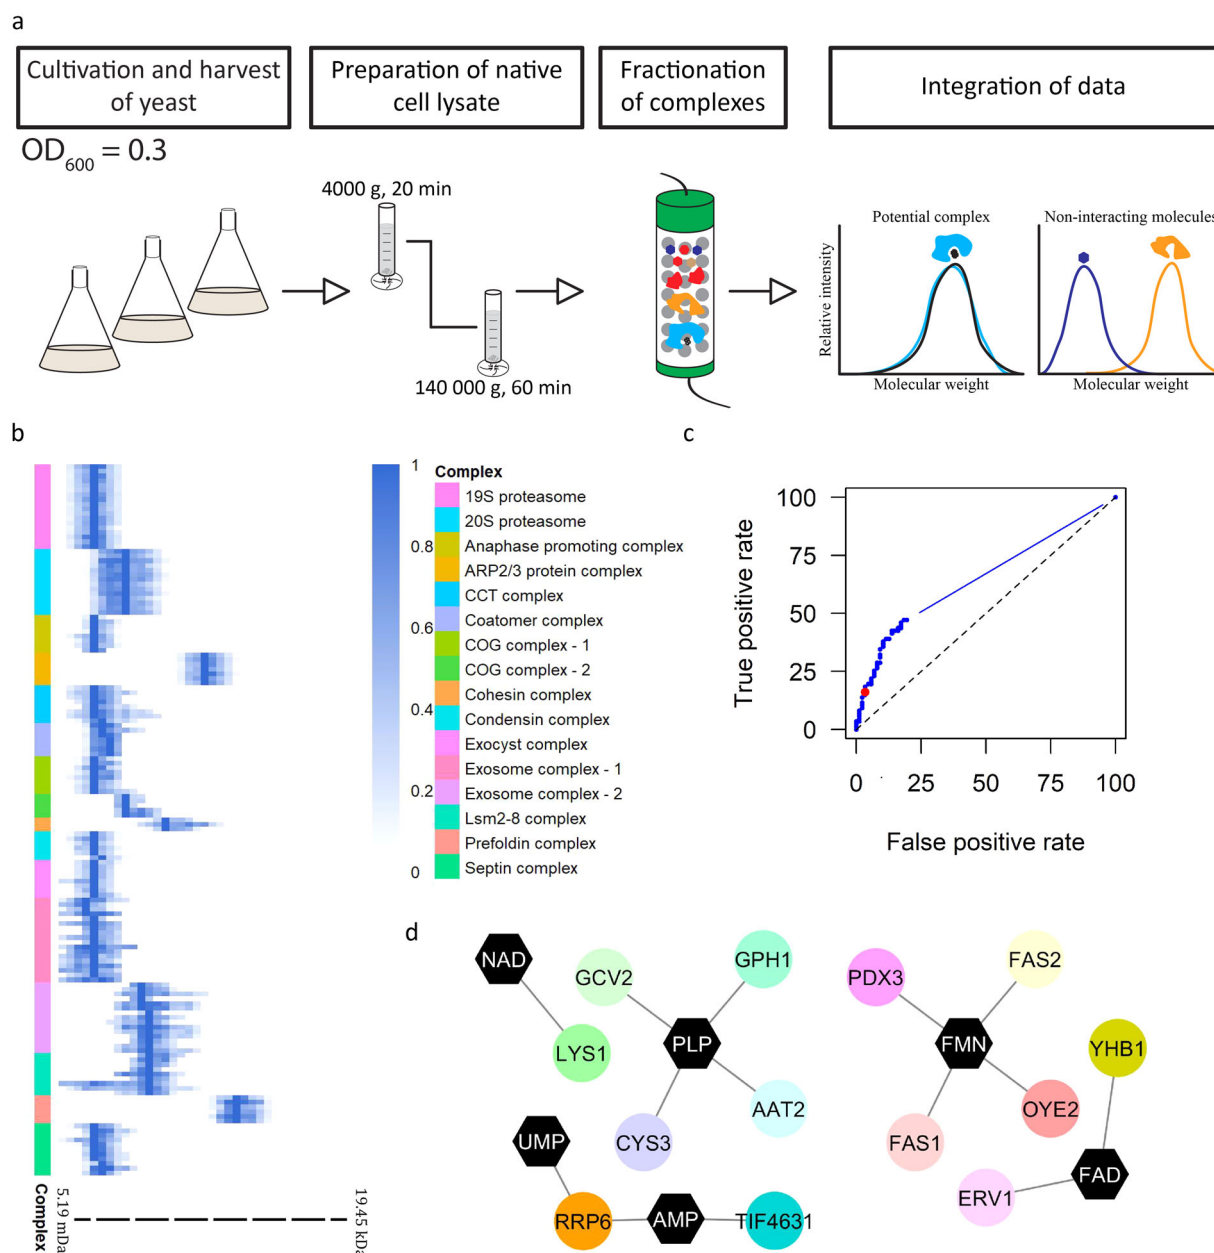 a
Cultivation and harvest
of yeast
Preparation of native
cell lysate
Fractionation
of complexes
Integration of data
OD600 = 0.3
4000 g, 20 min
140 000 g, 60 min
Potential complex
Non-interacting molecules
Relative intensity
Molecular weight
Molecular weight
b
1
0.8
0.6
0.4
0.2
0
Complex
19S proteasome
20S proteasome
Anaphase promoting complex
ARP2/3 protein complex
CCT complex
Coatomer complex
COG complex - 1
COG complex - 2
Cohesin complex
Condensin complex
Exocyst complex
Exosome complex - 1
Exosome complex - 2
Lsm2-8 complex
Prefoldin complex
Septin complex
Complex
5.19 mDa
19.45 kDa
c
True positive rate
100
75
50
25
0
0
25
50
75
100
False positive rate
d
NAD
GCV2
GPH1
LYS1
PLP
AAT2
CYS3
UMP
RRP6
AMP
TIF4631
PDX3
FAS2
FMN
YHB1
OYE2
FAS1
ERV1
FAD